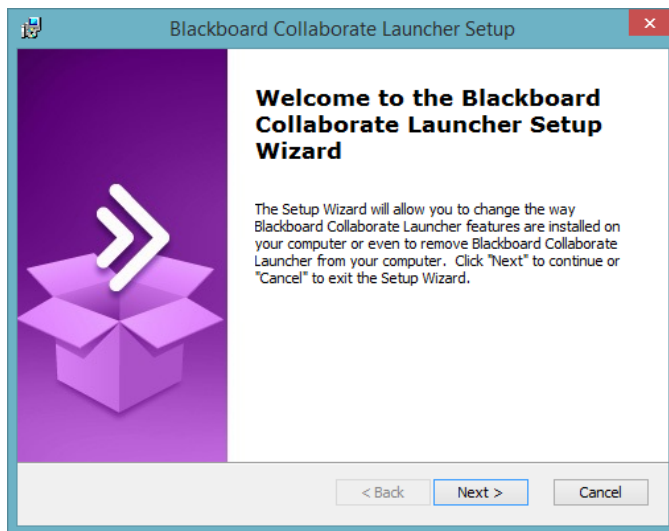 Blackboard Collaborate Launcher Setup
Welcome to the Blackboard
Collaborate Launcher Setup
Wizard
The Setup Wizard will allow you to change the way
Blackboard Collaborate Launcher features are installed on
your computer or even to remove Blackboard Collaborate
Launcher from your computer.  Click "Next" to continue or
"Cancel" to exit the Setup Wizard.
< Back
Next >
Cancel